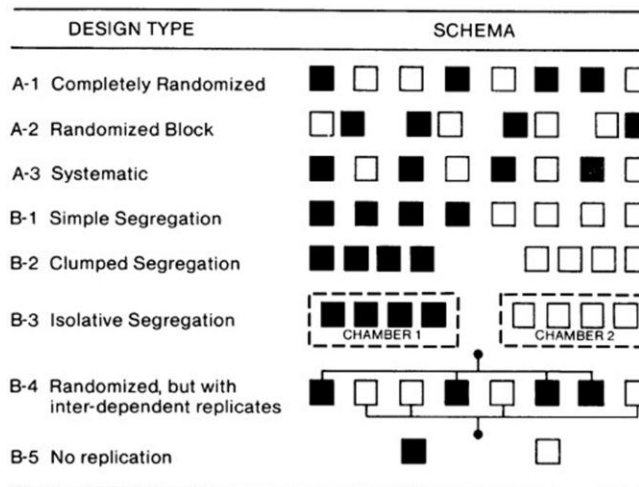 DESIGN TYPE SCHEMA
A-1 Completely Randomized
A-2 Randomized Block
A-3 Systematic
B-1 Simple Segregation
B-2 Clumped Segregation
B-3 Isolative Segregation
CHAMBER 1 CHAMBER 2
B-4 Randomized, but with
inter-dependent replicates
B-5 No replication